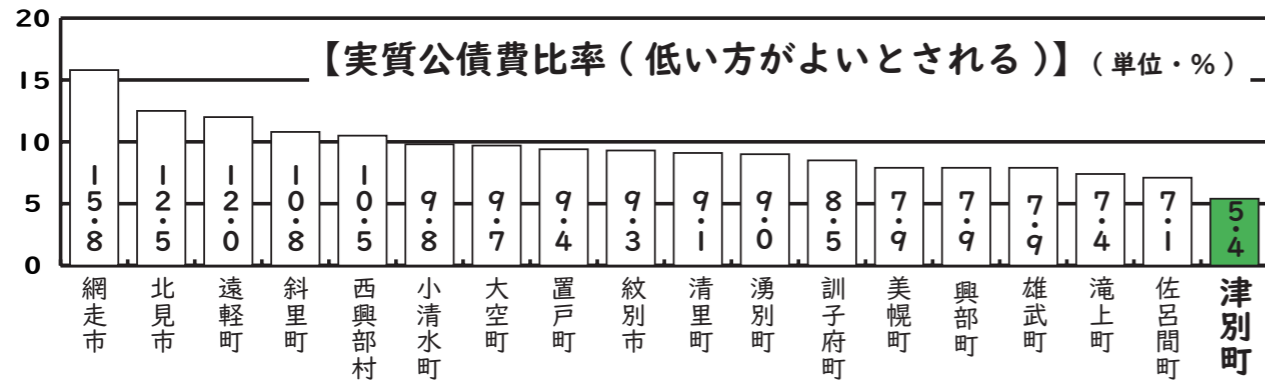 【実質公債費比率（低い方がよいとされる）】（単位・％）
20
15
10
5
0
15.8
12.5
12.0
10.8
10.5
9.8
9.7
9.4
9.3
9.1
9.0
8.5
7.9
7.9
7.9
7.4
7.1
5.4
網走市
北見市
遠軽町
斜里町
西興部村
小清水町
大空町
置戸町
紋別市
清里町
湧別町
訓子府町
美幌町
興部町
雄武町
滝上町
佐呂間町
津別町